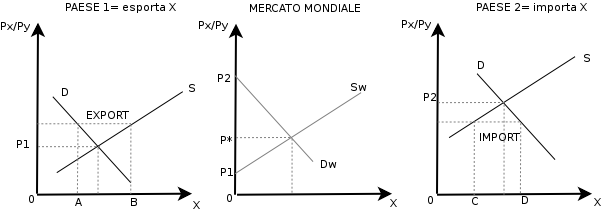 PAESE 1= esporta X
Px/Py
D
S
EXPORT
P1
0
A
B
X
MERCATO MONDIALE
Px/Py
P2
Sw
P*
Dw
P1
0
X
PAESE 2= importa X
Px/Py
D
S
P2
IMPORT
0
C
D
X